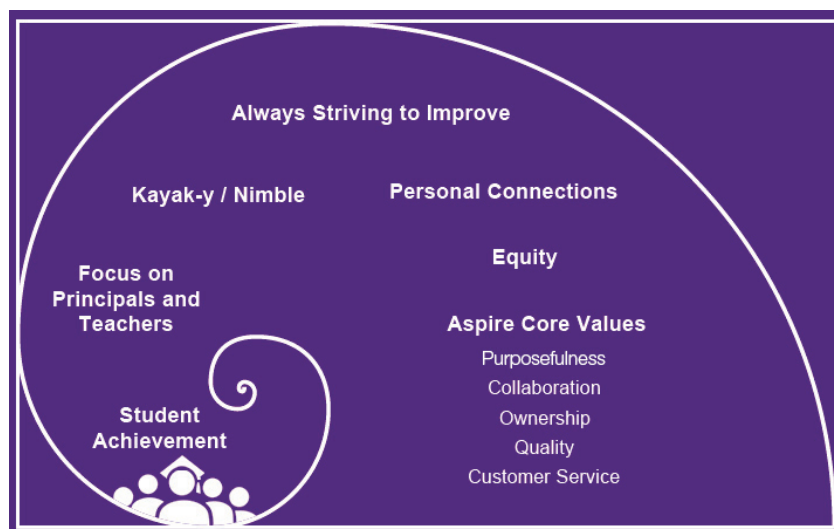 Always Striving to Improve
Kayak-y / Nimble
Personal Connections
Equity
Focus on
Principals and
Teachers
Aspire Core Values
Purposefulness
Collaboration
Ownership
Quality
Customer Service
Student
Achievement